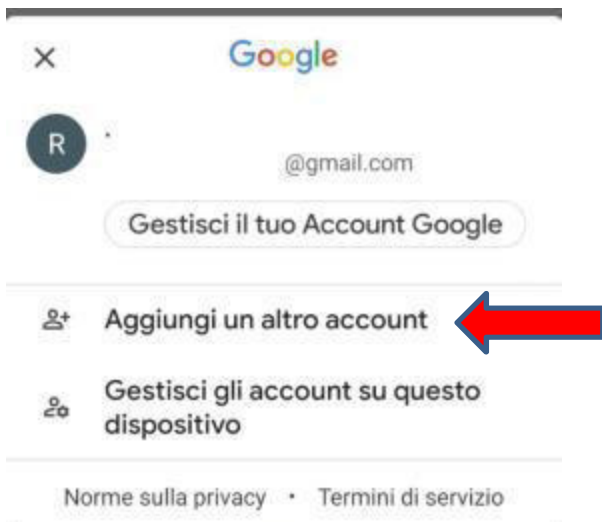 Google
R
@gmail.com
Gestisci il tuo Account Google
Aggiungi un altro account
Gestisci gli account su questo
dispositivo
Norme sulla privacy • Termini di servizio